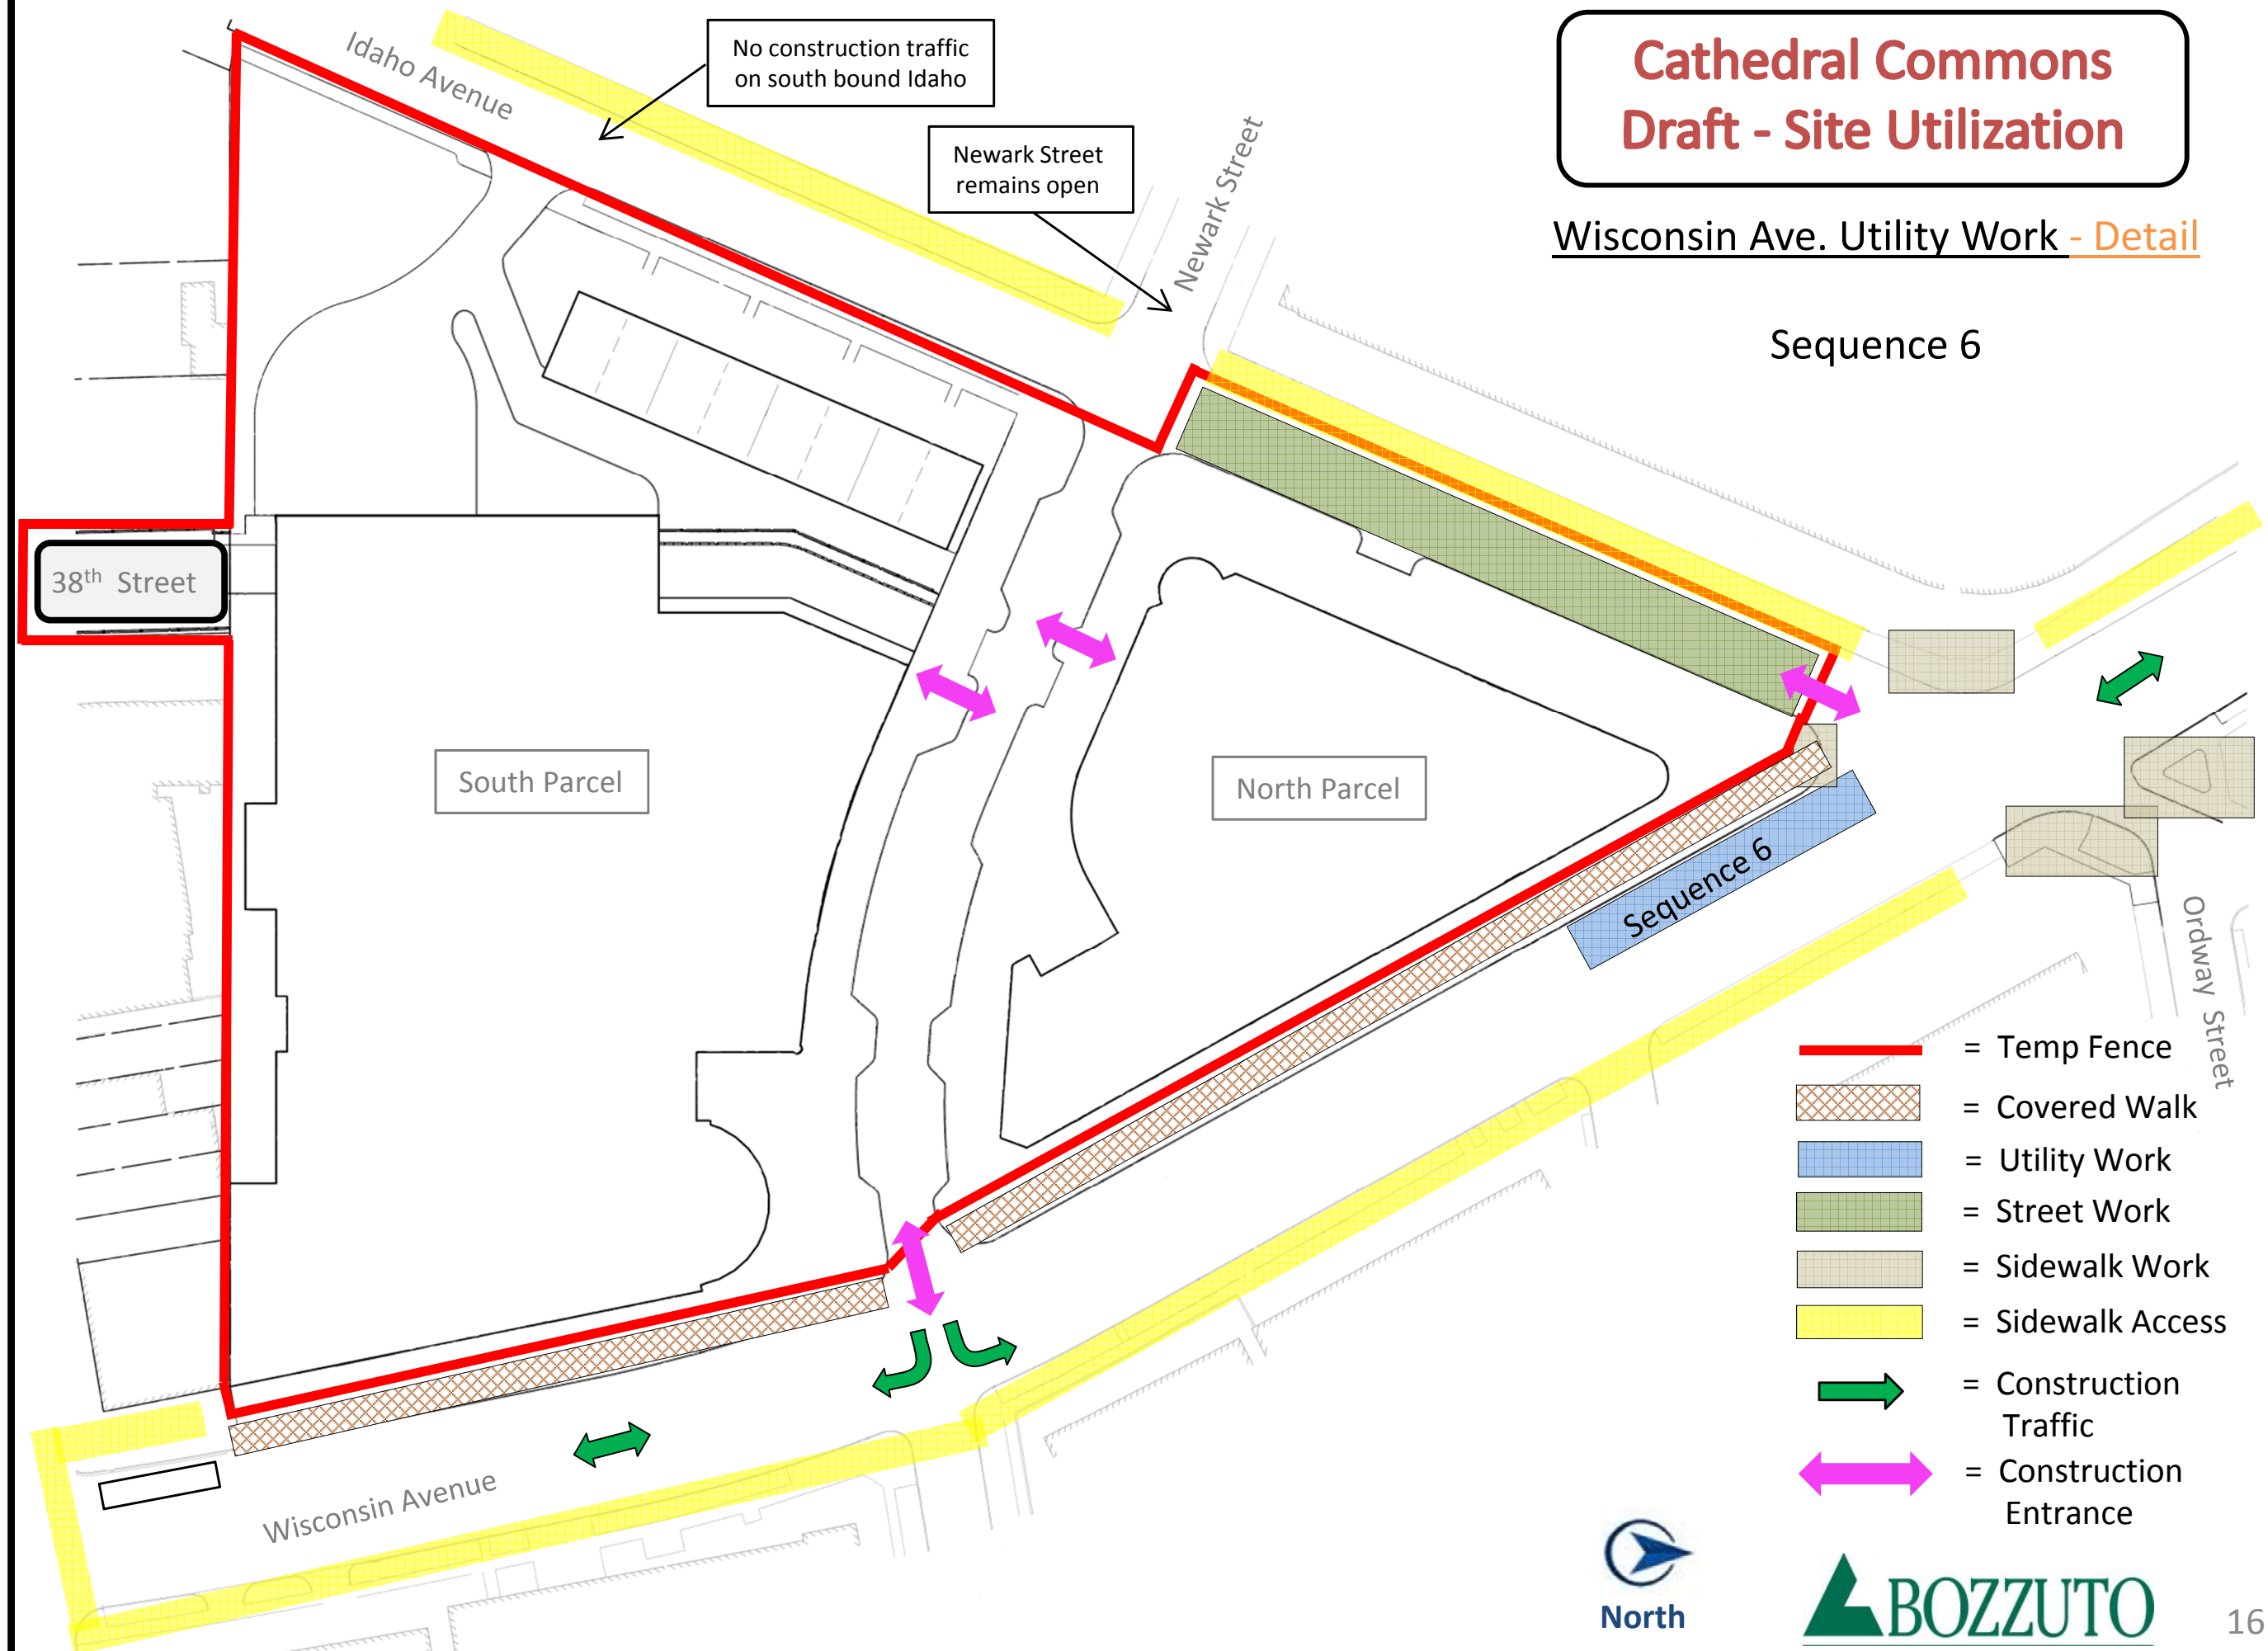 Cathedral Commons
Draft - Site Utilization
Wisconsin Ave. Utility Work - Detail
Sequence 6
Idaho Avenue
No construction traffic
on south bound Idaho
Newark Street
remains open
Newark Street
38th Street
South Parcel
North Parcel
Sequence 6
Ordway Street
Wisconsin Avenue
= Temp Fence
= Covered Walk
= Utility Work
= Street Work
= Sidewalk Work
= Sidewalk Access
= Construction
Traffic
= Construction
Entrance
North
BOZZUTO
16